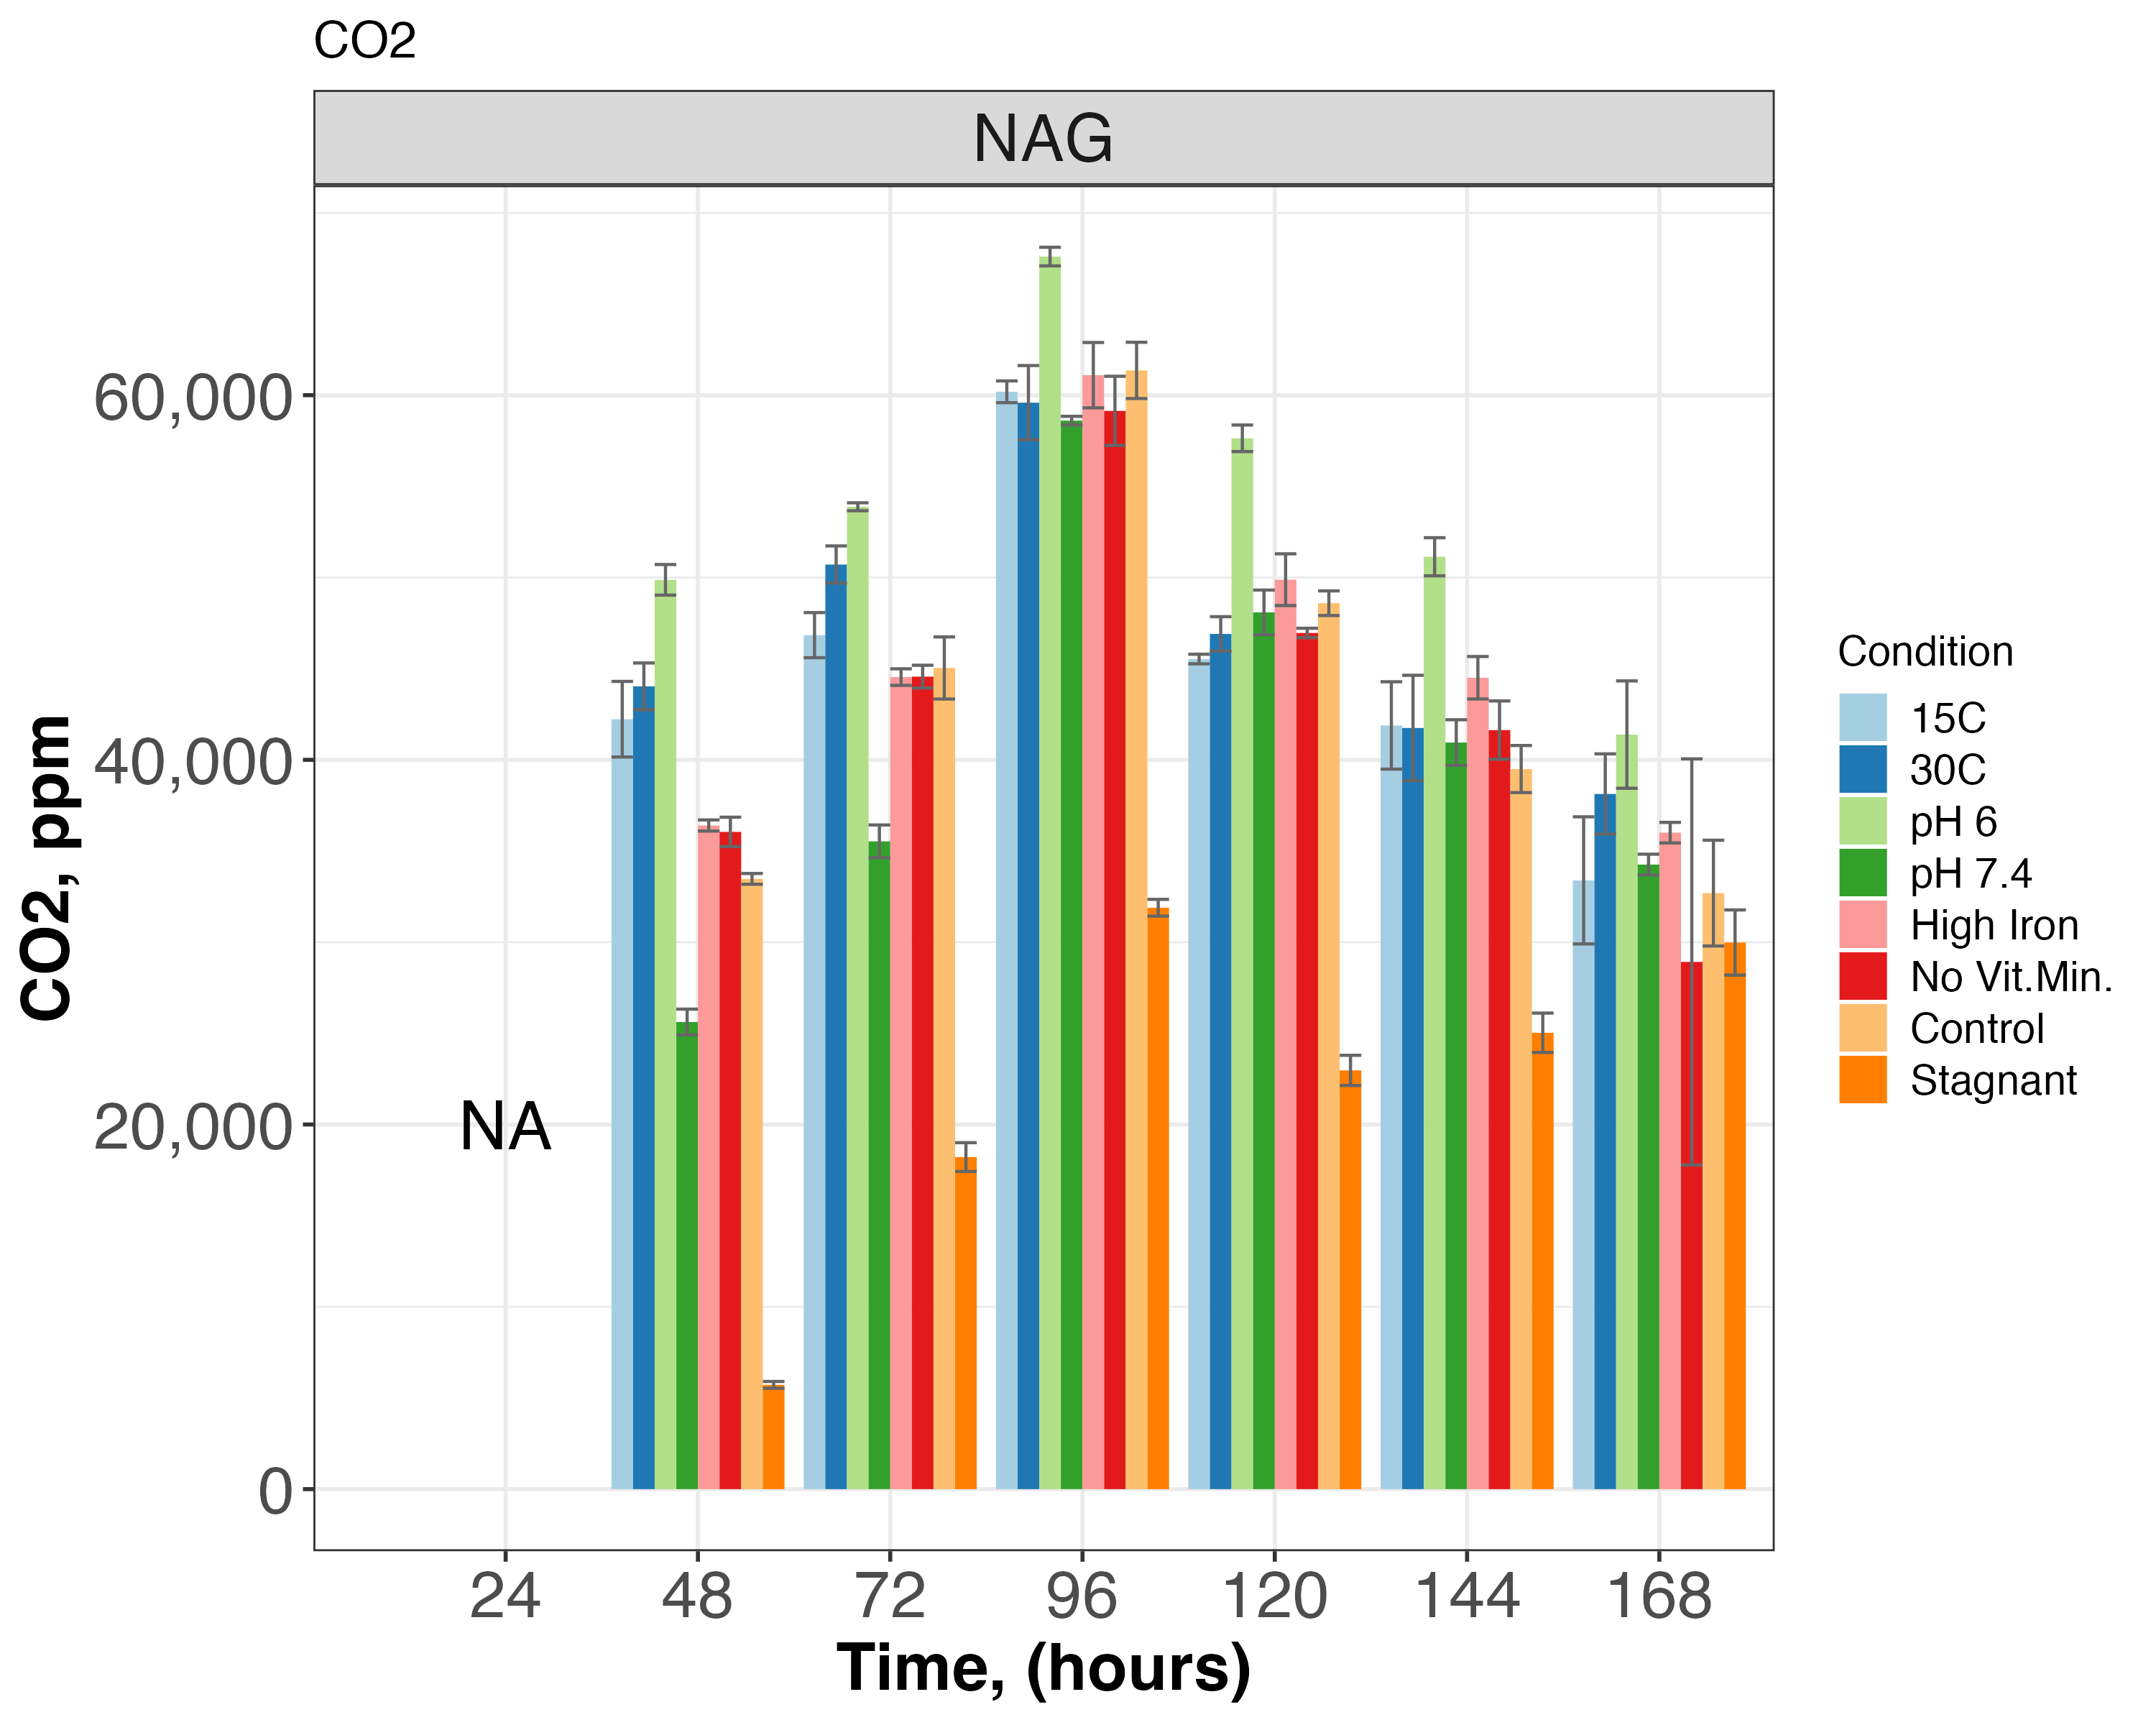 CO2
NAG
60,000
40,000
20,000
0
CO2, ppm
NA
24 48 72 96 120 144 168
Time, (hours)
Condition
15C
30C
pH 6
pH 7.4
High Iron
No Vit.Min.
Control
Stagnant